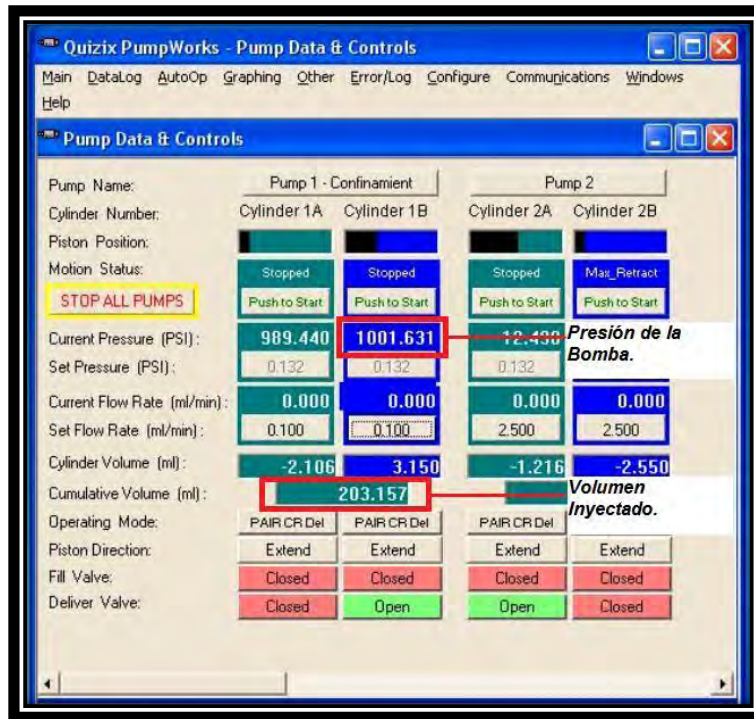 Quizix PumpWorks - Pump Data & Controls
Main DataLog AutoOp Graphing Other Error/Log Configure Communications Windows
Help
Pump Data & Controls
Pump Name: Pump 1 - Confinamient Pump 2
Cylinder Number: Cylinder 1A Cylinder 1B Cylinder 2A Cylinder 2B
Piston Position:
Motion Status: Stopped Stopped Stopped Max_Retract
STOP ALL PUMPS Push to Start Push to Start Push to Start Push to Start
Current Pressure (PSI) : 989.440 1001.631 Presión de la
Bomba.
Set Pressure (PSI) : 0.132 0.132 0.132
Current Flow Rate (ml/min) : 0.000 0.000 0.000 0.000
Set Flow Rate (ml/min) : 0.100 0.100 2.500 2.500
Cylinder Volume (ml) : -2.106 3.150 -1.216 -2.550
Cumulative Volume (ml) : 203.157 Volumen
Inyectado.
Operating Mode: PAIR CR Del PAIR CR Del PAIR CR Del
Piston Direction: Extend Extend Extend Extend
Fill Valve: Closed Closed Closed Closed
Deliver Valve: Closed Open Open Closed